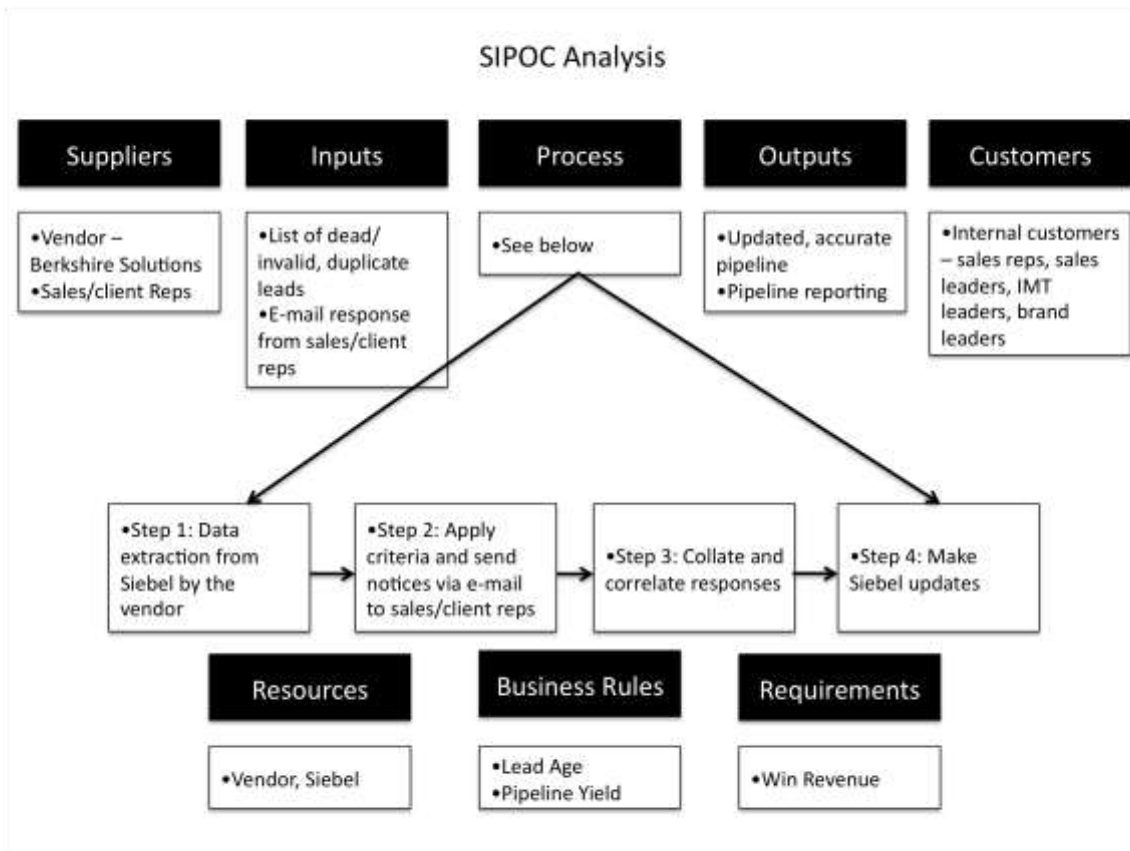 SIPOC Analysis
Suppliers
Inputs
Process
Outputs
Customers
•Vendor –
Berkshire Solutions
•Sales/client Reps
•List of dead/
invalid, duplicate
leads
•E-mail response
from sales/client
reps
•See below
•Updated, accurate
pipeline
•Pipeline reporting
•Internal customers
– sales reps, sales
leaders, IMT
leaders, brand
leaders
•Step 1: Data
extraction from
Siebel by the
vendor
•Step 2: Apply
criteria and send
notices via e-mail
to sales/client reps
•Step 3: Collate and
correlate responses
•Step 4: Make
Siebel updates
Resources
Business Rules
Requirements
•Vendor, Siebel
•Lead Age
•Pipeline Yield
•Win Revenue